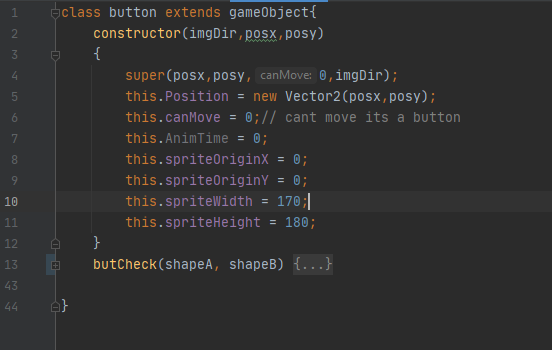 1 class button extends gameObject{
2 constructor(imgDir,posx,posy)
3 {
4 super(posx,posy, canMove: 0,imgDir);
5 this.Position = new Vector2(posx,posy);
6 this.canMove = 0;// cant move its a button
7 this.AnimTime = 0;
8 this.spriteOriginX = 0;
9 this.spriteOriginY = 0;
10 this.spriteWidth = 170;
11 this.spriteHeight = 180;
12 }
13 butCheck(shapeA, shapeB) {...}
43
44 }